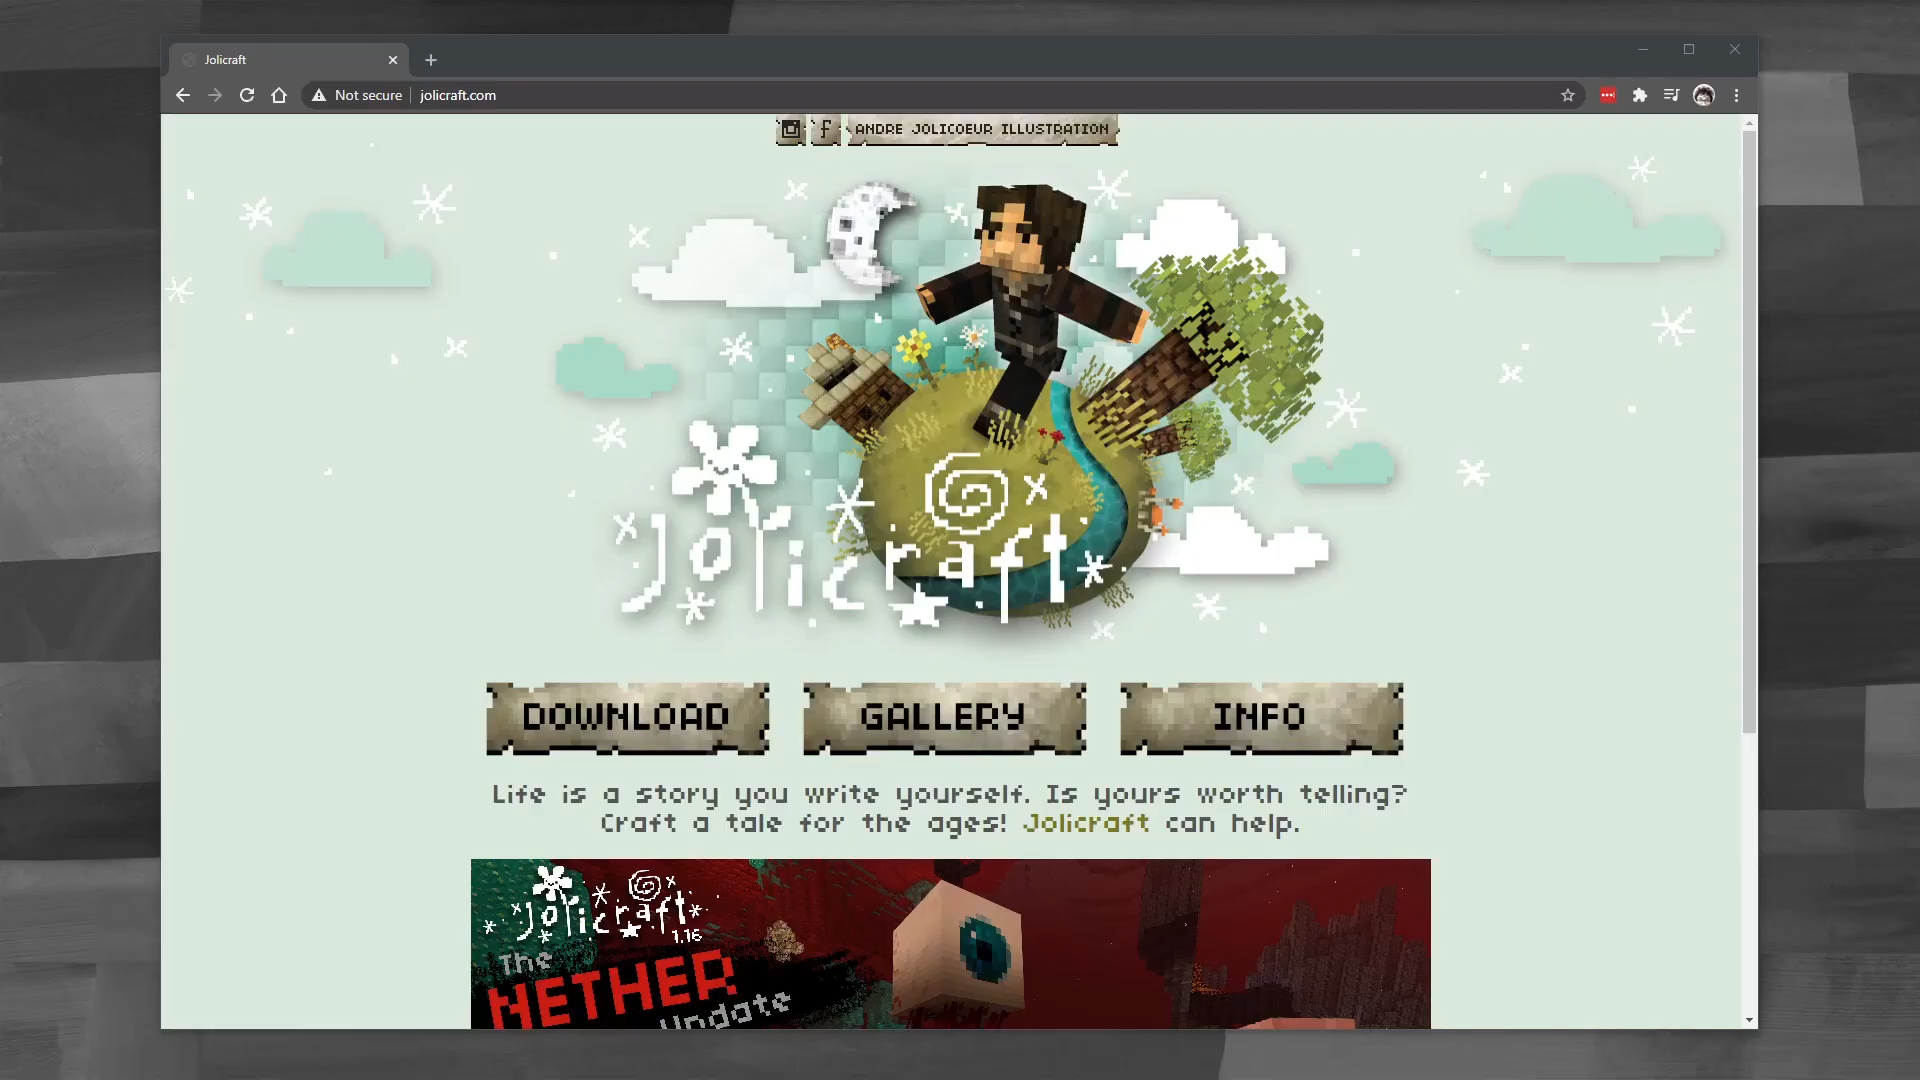 Jolicraft
Not secure
jolicraft.com
ANDRE JOLICOEUR ILLUSTRATION
Jolicraft
DOWNLOAD
GALLERY
INFO
Life is a story you write yourself. Is yours worth telling?
Craft a tale for the ages! Jolicraft can help.
Jolicraft
1.16
The
NETHER
Update